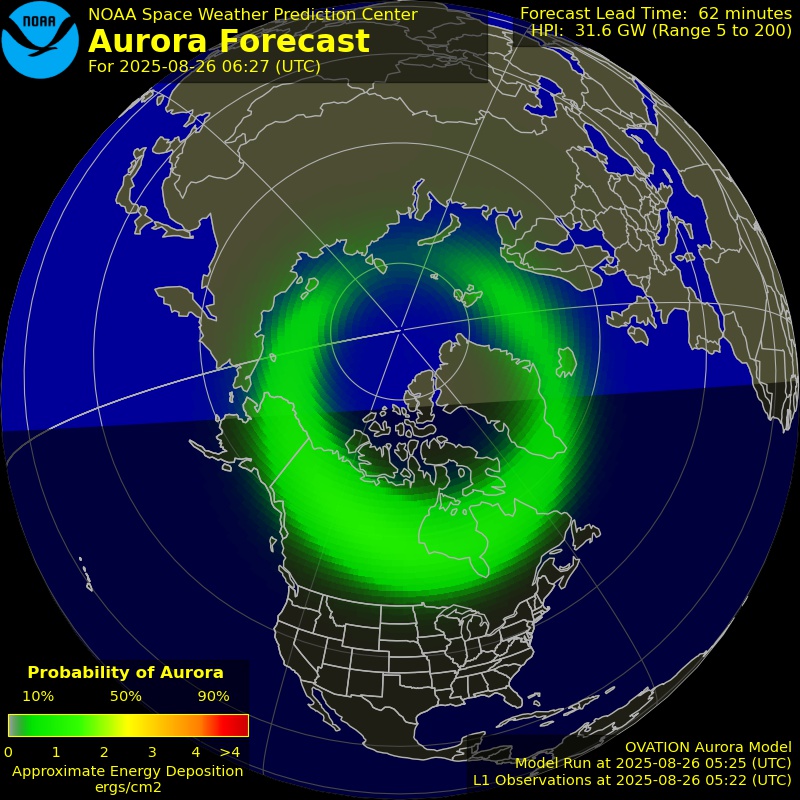 NOAA
NOAA Space Weather Prediction Center
Aurora Forecast
For 2025-08-26 06:27 (UTC)
Forecast Lead Time: 62 minutes
HPI: 31.6 GW (Range 5 to 200)
Probability of Aurora
10% 50% 90%
0 1 2 3 4 >4
Approximate Energy Deposition
ergs/cm2
OVATION Aurora Model
Model Run at 2025-08-26 05:25 (UTC)
L1 Observations at 2025-08-26 05:22 (UTC)